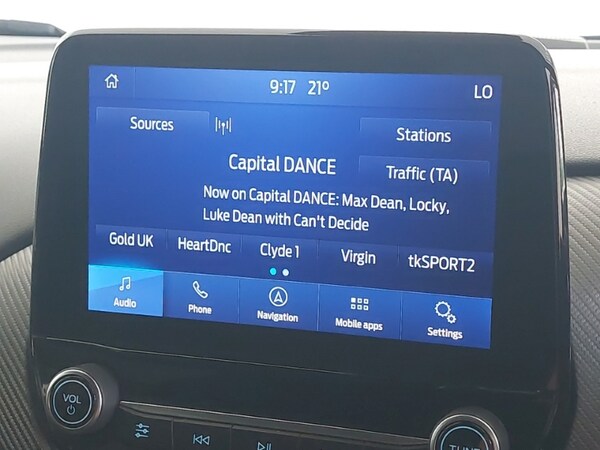 9:17 21°
LO
Sources
Stations
Capital DANCE
Traffic (TA)
Now on Capital DANCE: Max Dean, Locky,
Luke Dean with Can't Decide
Gold UK
HeartDnc
Clyde 1
Virgin
tkSPORT2
Audio
Phone
Navigation
Mobile apps
Settings
VOL
TUNE